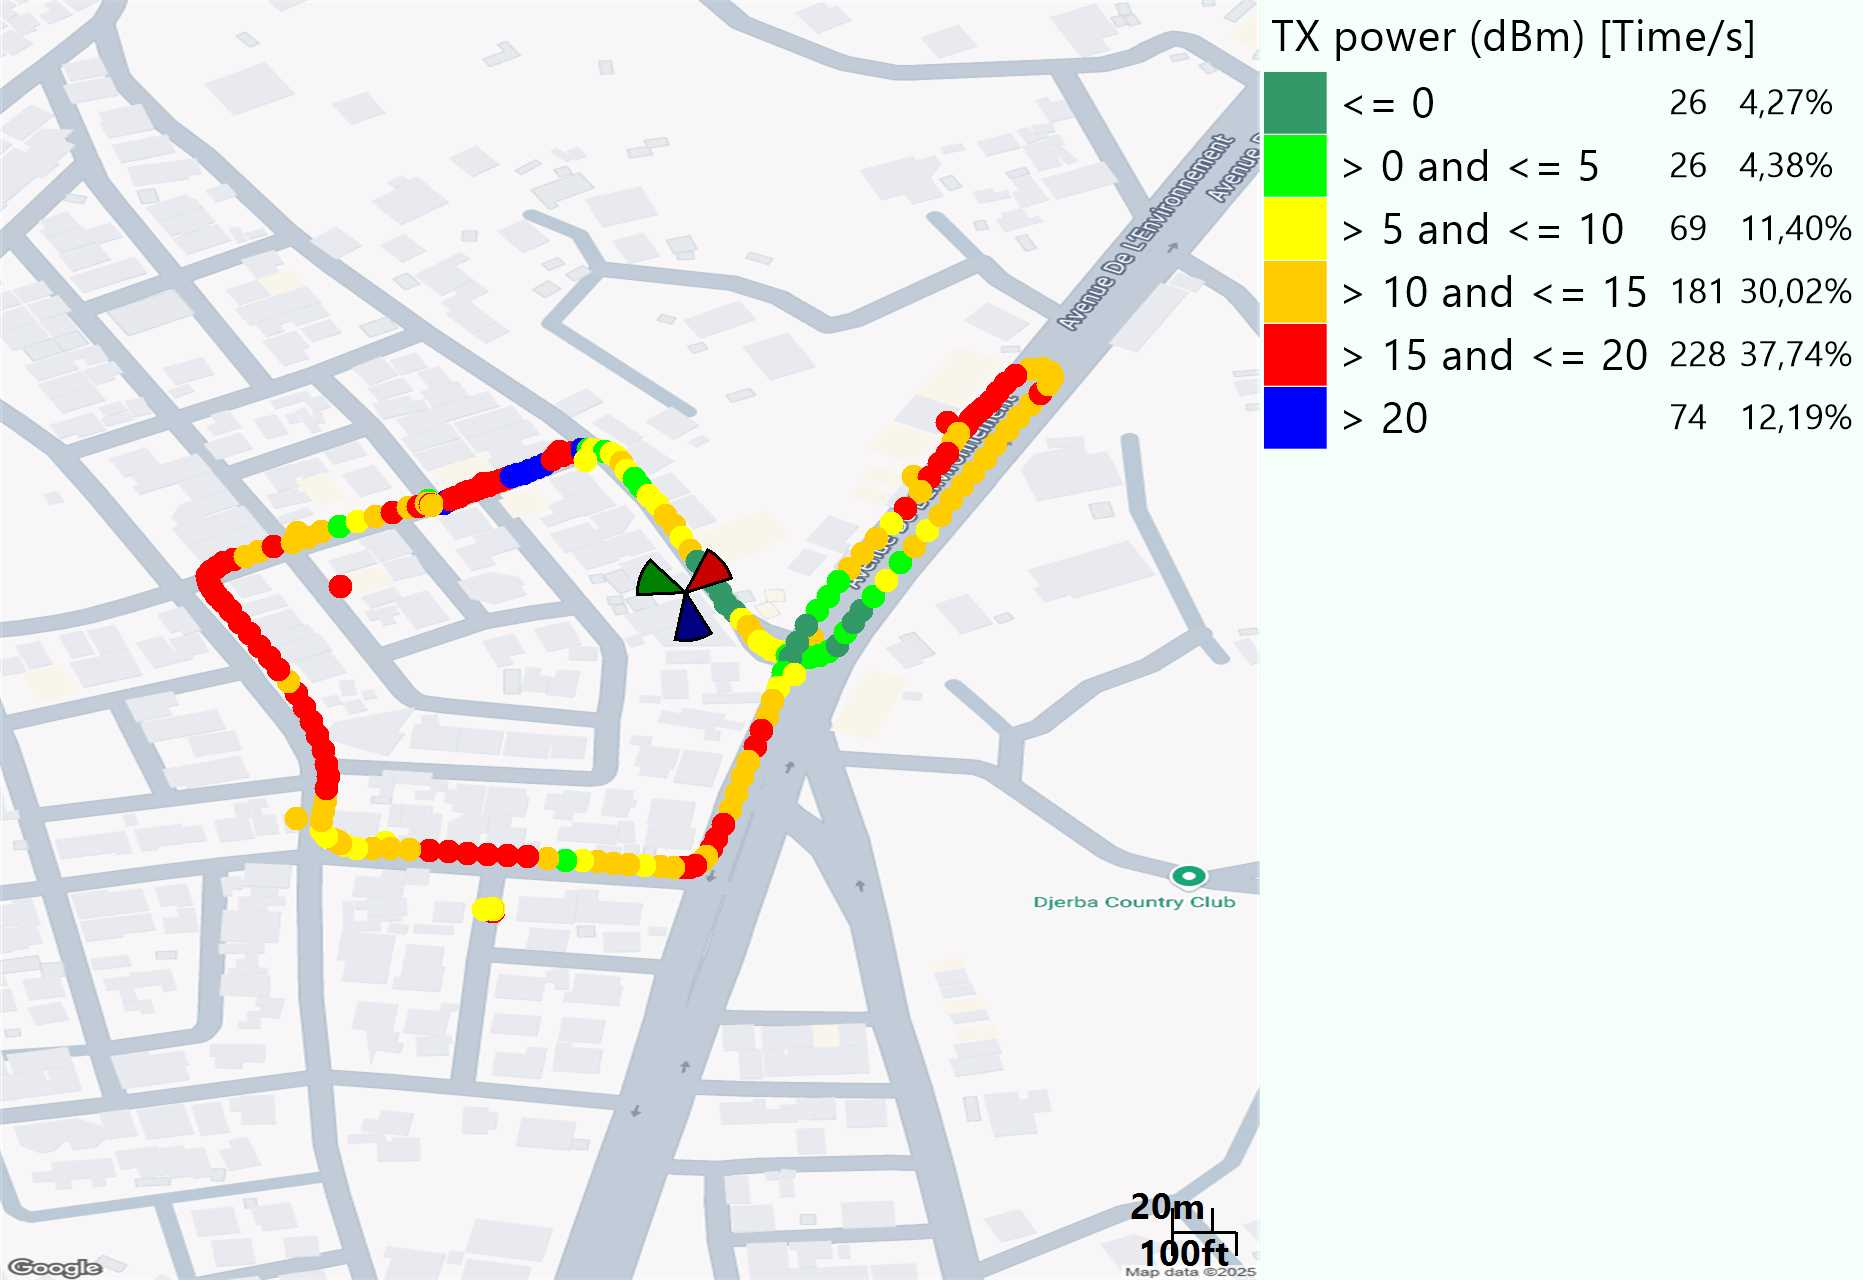 TX power (dBm) [Time/s]
<= 0 26 4,27%
> 0 and <= 5 26 4,38%
> 5 and <= 10 69 11,40%
> 10 and <= 15 181 30,02%
> 15 and <= 20 228 37,74%
> 20 74 12,19%
Avenue De L'Environnement
Avenue
Djerba Country Club
20m
100ft
Google
Map data ©2025